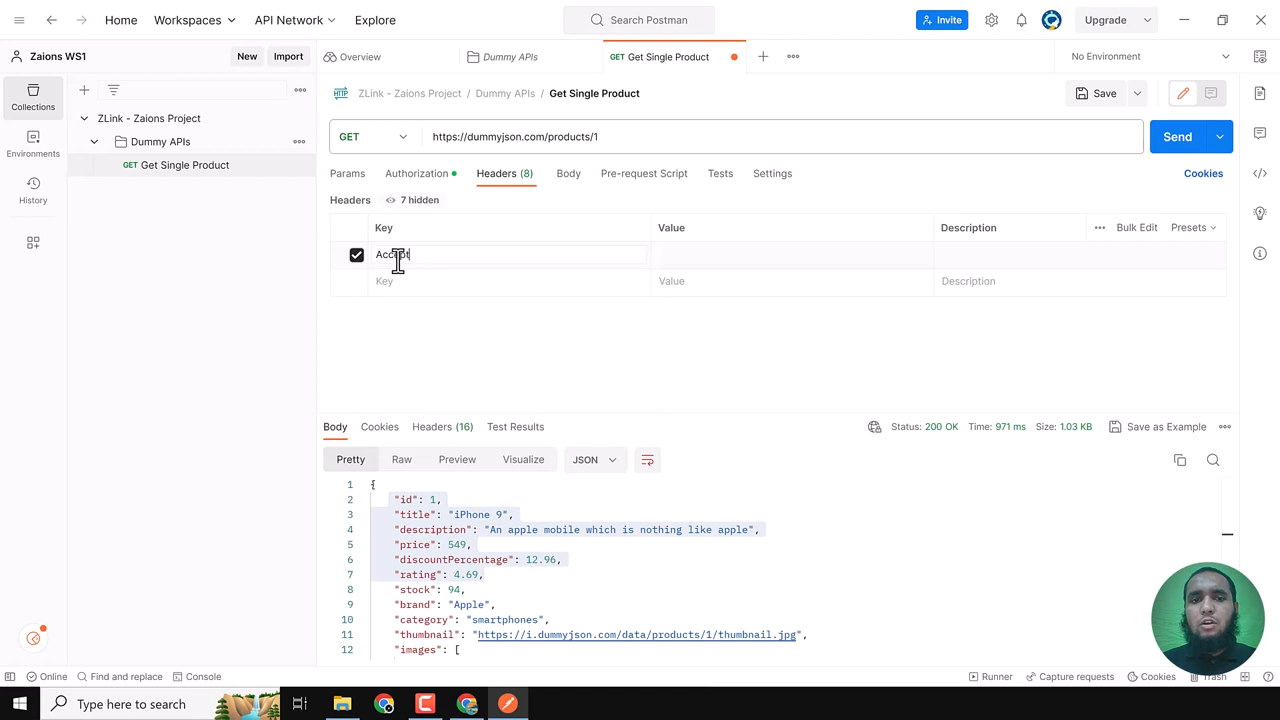 Home Workspaces API Network Explore
Search Postman
Invite
Upgrade
Zaions WS1
New Import
Overview
Dummy APIs
Get Single Product
No Environment
Collections
Environments
History
ZLink - Zaions Project
Dummy APIs
GET Get Single Product
HTTP ZLink - Zaions Project / Dummy APIs / Get Single Product
Save
GET https://dummyjson.com/products/1
Send
Params Authorization Headers (8) Body Pre-request Script Tests Settings Cookies
Headers 7 hidden
Key Value Description Bulk Edit Presets
Accept
Key Value Description
Body Cookies Headers (16) Test Results
Status: 200 OK Time: 971 ms Size: 1.03 KB Save as Example
Pretty Raw Preview Visualize JSON
1 {
2 "id": 1,
3 "title": "iPhone 9",
4 "description": "An apple mobile which is nothing like apple",
5 "price": 549,
6 "discountPercentage": 12.96,
7 "rating": 4.69,
8 "stock": 94,
9 "brand": "Apple",
10 "category": "smartphones",
11 "thumbnail": "https://i.dummyjson.com/data/products/1/thumbnail.jpg",
12 "images": [
Online Find and replace Console
Runner Capture requests Cookies Trash
Type here to search